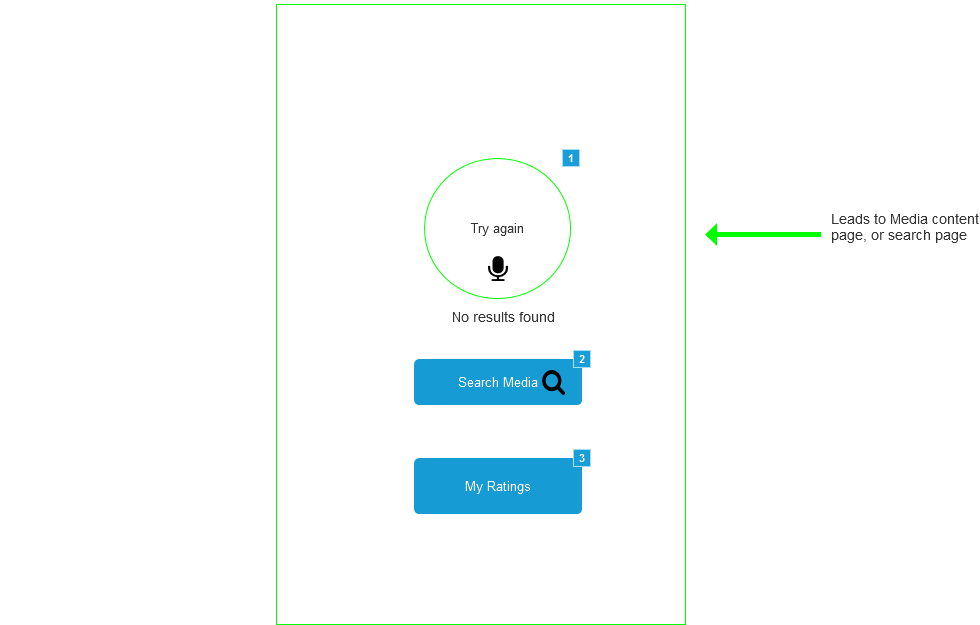 1
Try again
Leads to Media content
page, or search page
No results found
2
Search Media
3
My Ratings